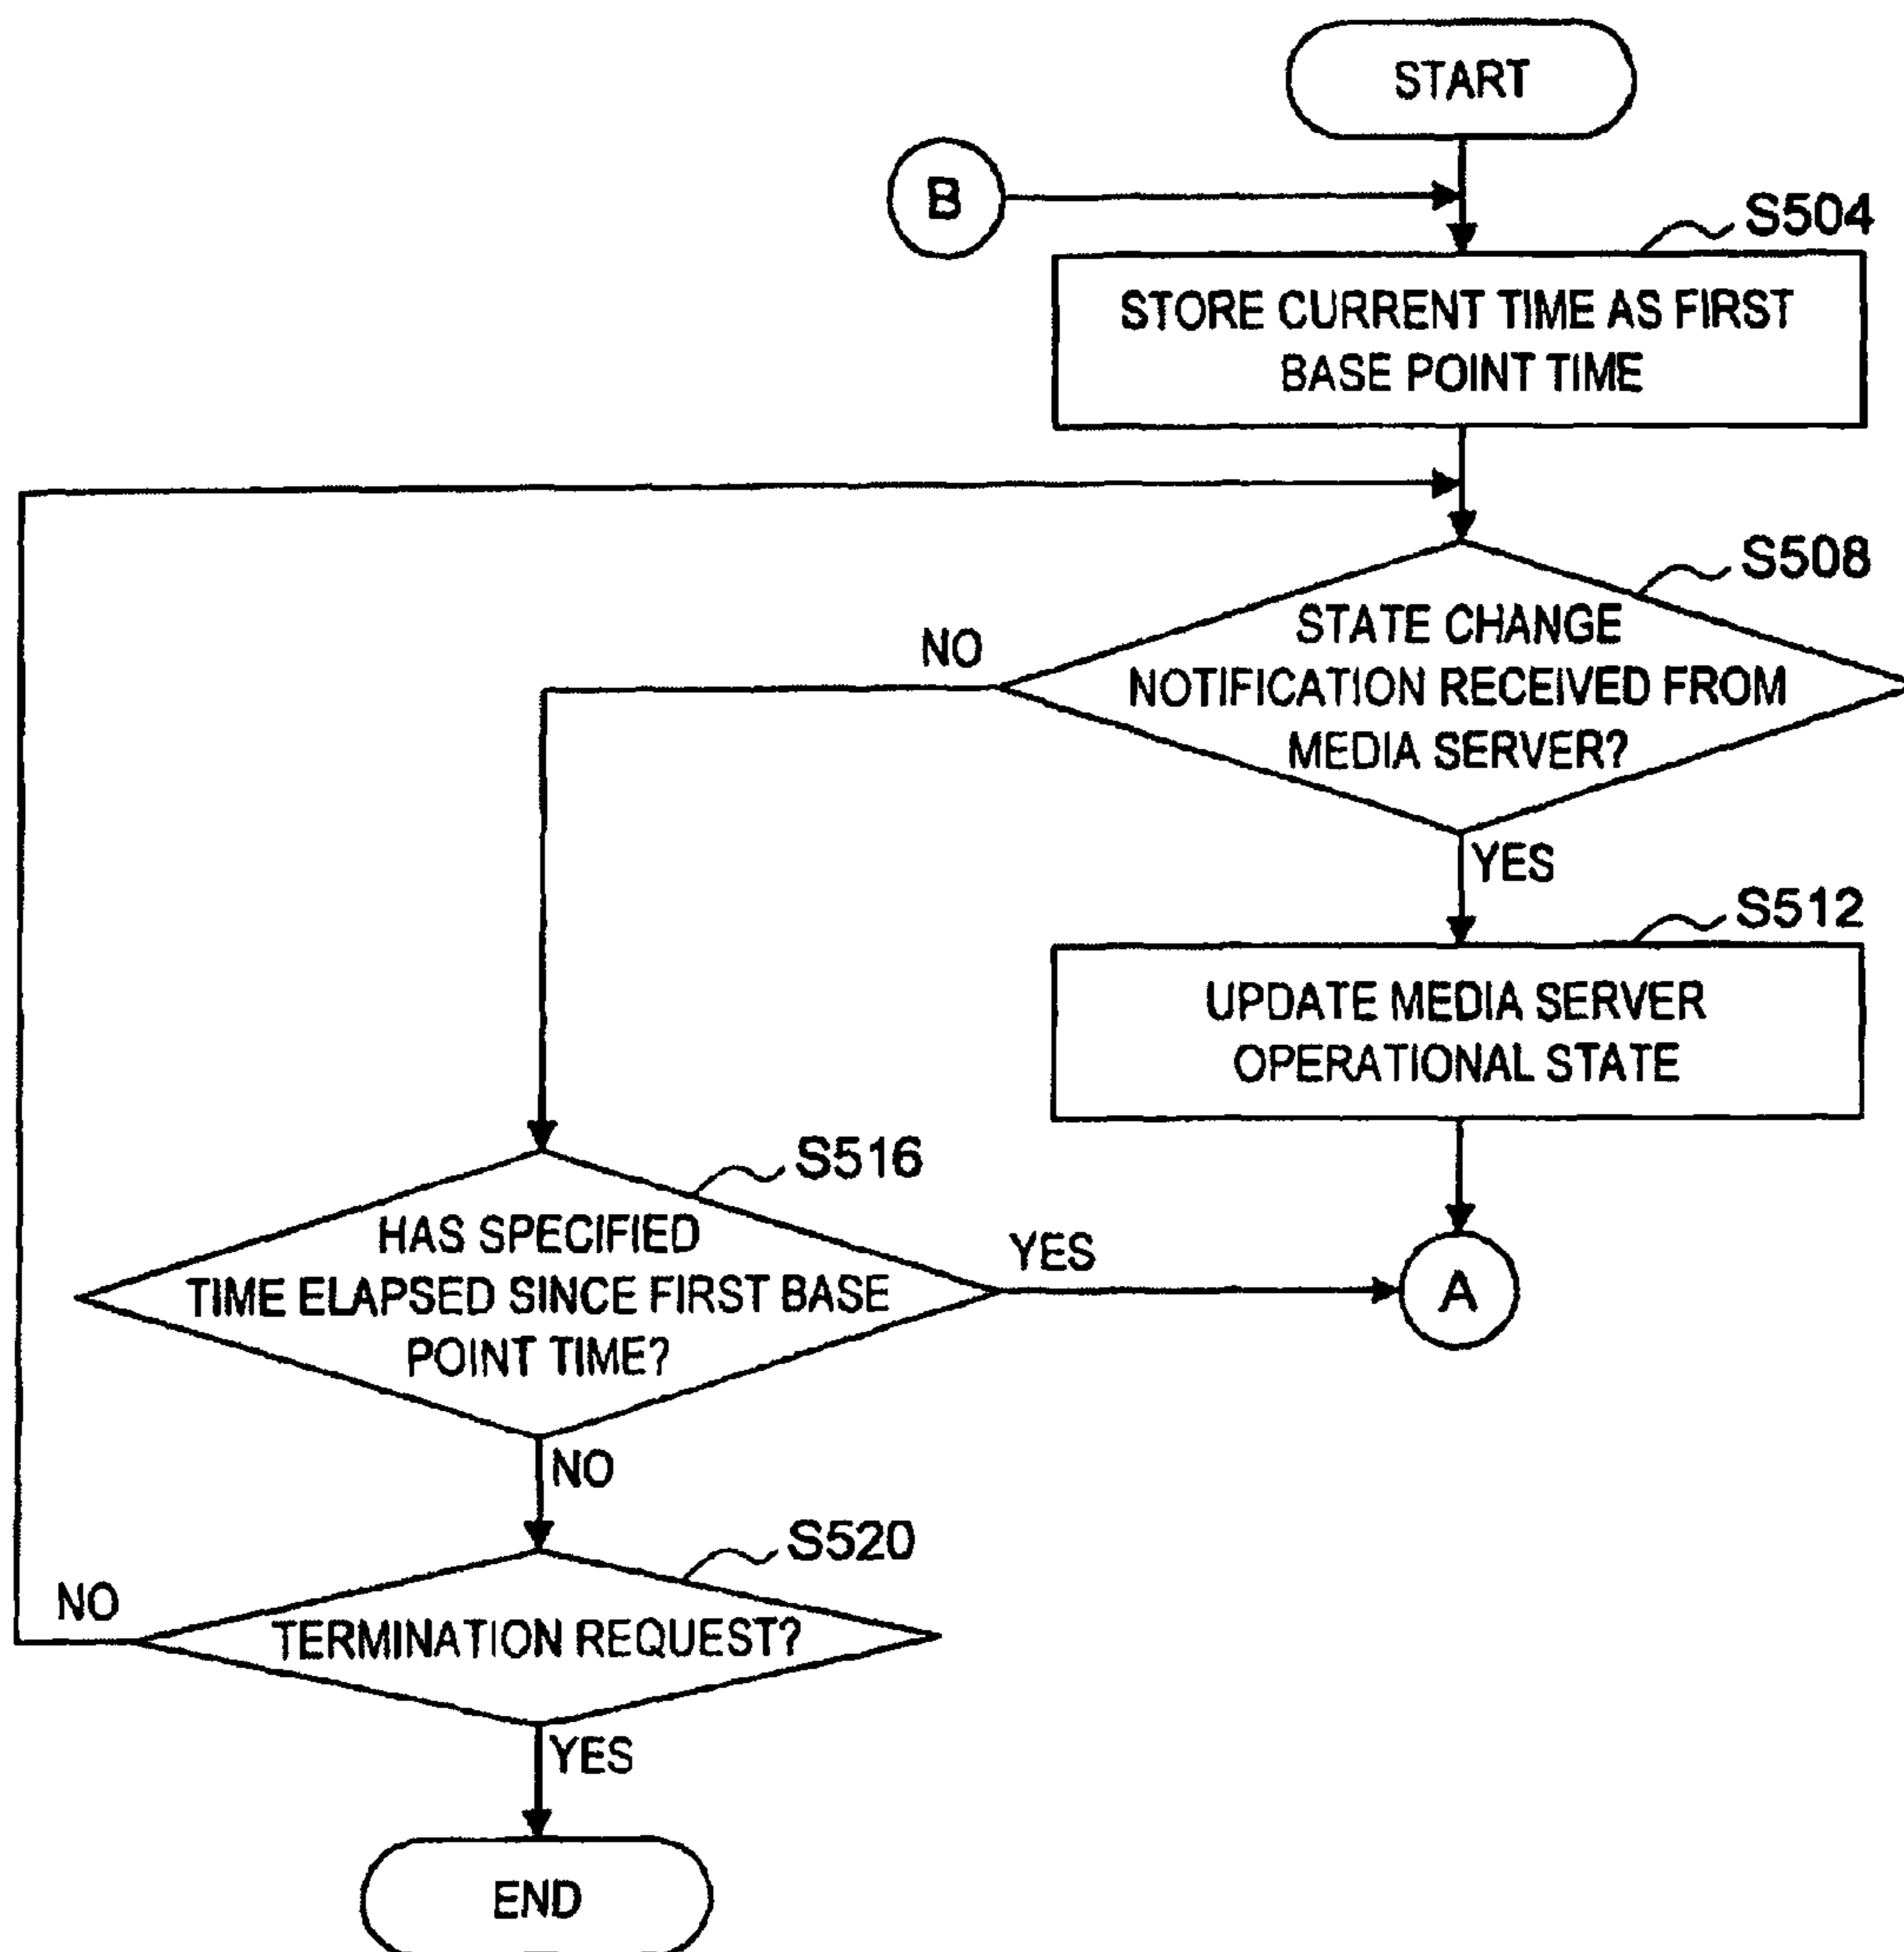 START
B
S504
STORE CURRENT TIME AS FIRST
BASE POINT TIME
S508
STATE CHANGE
NOTIFICATION RECEIVED FROM
MEDIA SERVER?
NO
YES
S512
UPDATE MEDIA SERVER
OPERATIONAL STATE
S516
HAS SPECIFIED
TIME ELAPSED SINCE FIRST BASE
POINT TIME?
YES
A
NO
S520
TERMINATION REQUEST?
NO
YES
END